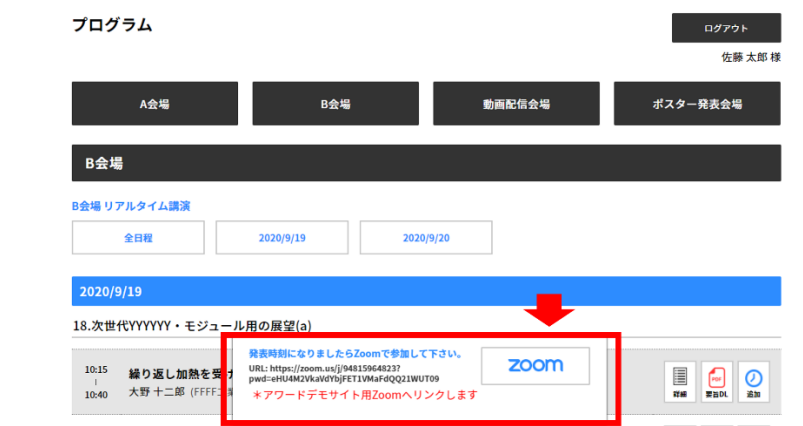 プログラム
ログアウト
佐藤 太郎 様
A会場
B会場
動画配信会場
ポスター発表会場
B会場
B会場 リアルタイム講演
全日程
2020/9/19
2020/9/20
2020/9/19
18.次世代YYYYYY・モジュール用の展望(a)
発表時刻になりましたらZoomで参加して下さい。
URL: https://zoom.us/j/94815964823?
pwd=eHU4M2VkaVdYbjFET1VMaFdQQ21WUT09
zoom
*アワードデモサイト用Zoomへリンクします
10:15
|
10:40
繰り返し加熱を受
大野 十二郎 (FFFF
詳細
PDF
要旨DL
追加